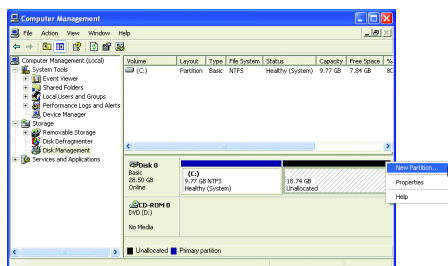 Computer Management
File Action View Window Help
Computer Management (Local)
System Tools
Event Viewer
Shared Folders
Local Users and Groups
Performance Logs and Alerts
Device Manager
Storage
Removable Storage
Disk Defragmenter
Disk Management
Services and Applications
Volume Layout Type File System Status Capacity Free Space %
(C:) Partition Basic NTFS Healthy (System) 9.77 GB 7.84 GB 80
Disk 0
Basic
28.50 GB
Online
(C:)
9.77 GB NTFS
Healthy (System)
18.74 GB
Unallocated
CD-ROM 0
DVD (D:)
No Media
Unallocated Primary partition
New Partition...
Properties
Help